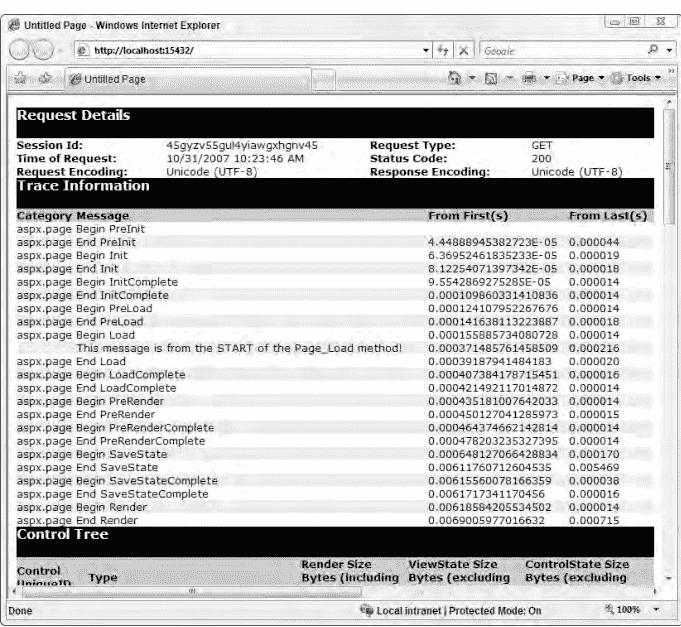 Untitled Page - Windows Internet Explorer
http://localhost:15432/
Google
Untitled Page
Page Tools
Request Details
Session Id: 45gyzv55gul4yiawgxhgnv45 Request Type: GET
Time of Request: 10/31/2007 10:23:46 AM Status Code: 200
Request Encoding: Unicode (UTF-8) Response Encoding: Unicode (UTF-8)
Trace Information
Category Message From First(s) From Last(s)
aspx.page Begin PreInit
aspx.page End PreInit 4.44888945382723E-05 0.000044
aspx.page Begin Init 6.36952461835233E-05 0.000019
aspx.page End Init 8.12254071397342E-05 0.000018
aspx.page Begin InitComplete 9.5542869275285E-05 0.000014
aspx.page End InitComplete 0.000109860331410836 0.000014
aspx.page Begin PreLoad 0.000124107952267676 0.000014
aspx.page End PreLoad 0.000141638113223887 0.000018
aspx.page Begin Load 0.000155885734080728 0.000014
This message is from the START of the Page_Load method! 0.000371485761458509 0.000216
aspx.page End Load 0.00039187941484183 0.000020
aspx.page Begin LoadComplete 0.000407384178715451 0.000016
aspx.page End LoadComplete 0.000421492117014872 0.000014
aspx.page Begin PreRender 0.000435181007642033 0.000014
aspx.page End PreRender 0.000450127041285973 0.000015
aspx.page Begin PreRenderComplete 0.000464374662142814 0.000014
aspx.page End PreRenderComplete 0.000478203235327395 0.000014
aspx.page Begin SaveState 0.000648127066428834 0.000170
aspx.page End SaveState 0.00611760712604535 0.005469
aspx.page Begin SaveStateComplete 0.00615560078166359 0.000038
aspx.page End SaveStateComplete 0.0061717341170456 0.000016
aspx.page Begin Render 0.00618584205534502 0.000014
aspx.page End Render 0.0069005977016632 0.000715
Control Tree
Render Size ViewState Size ControlState Size
Control Type Bytes (including Bytes (excluding Bytes (excluding
UniqueID
Done Local intranet | Protected Mode: On 100%